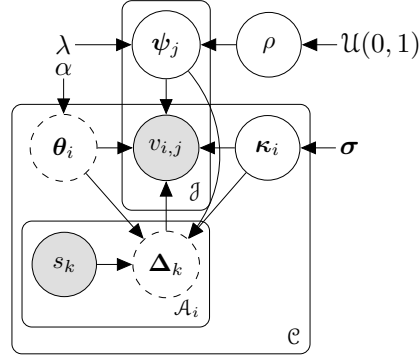 λ ψ_j ρ 𝒰(0, 1)
α
θ_i v_{i,j} κ_i σ
𝒥
s_k Δ_k
𝒜_i
𝒞